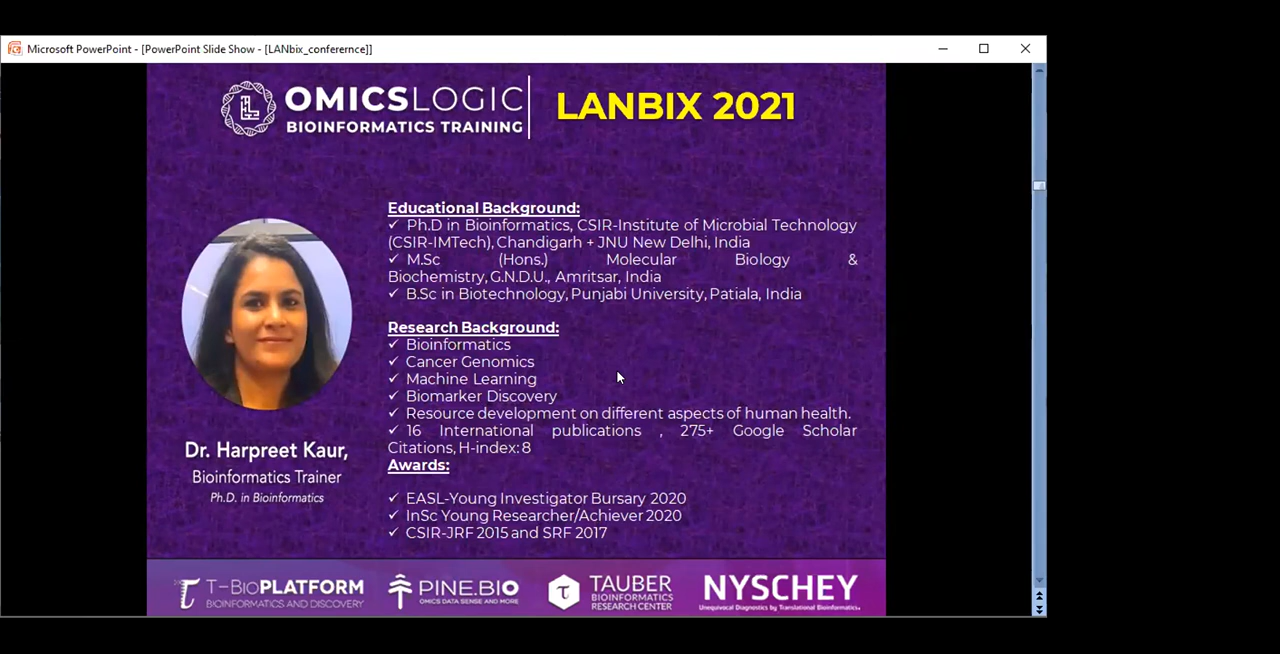 Microsoft PowerPoint - [PowerPoint Slide Show - [LANbix_conferernce]]
OMICSLOGIC
BIOINFORMATICS TRAINING
LANBIX 2021
Educational Background:
✓ Ph.D in Bioinformatics, CSIR-Institute of Microbial Technology
(CSIR-IMTech), Chandigarh + JNU New Delhi, India
✓ M.Sc (Hons.) Molecular Biology &
Biochemistry, G.N.D.U., Amritsar, India
✓ B.Sc in Biotechnology, Punjabi University, Patiala, India
Research Background:
✓ Bioinformatics
✓ Cancer Genomics
✓ Machine Learning
✓ Biomarker Discovery
✓ Resource development on different aspects of human health.
✓ 16 International publications , 275+ Google Scholar
Citations, H-index: 8
Awards:
✓ EASL-Young Investigator Bursary 2020
✓ InSc Young Researcher/Achiever 2020
✓ CSIR-JRF 2015 and SRF 2017
Dr. Harpreet Kaur,
Bioinformatics Trainer
Ph.D. in Bioinformatics
T-BIOPLATFORM
BIOINFORMATICS AND DISCOVERY
PINE.BIO
OMICS DATA SENSE AND MORE
TAUBER
BIOINFORMATICS
RESEARCH CENTER
NYSCHEY
Unequivocal Diagnostics by Translational Bioinformatics.